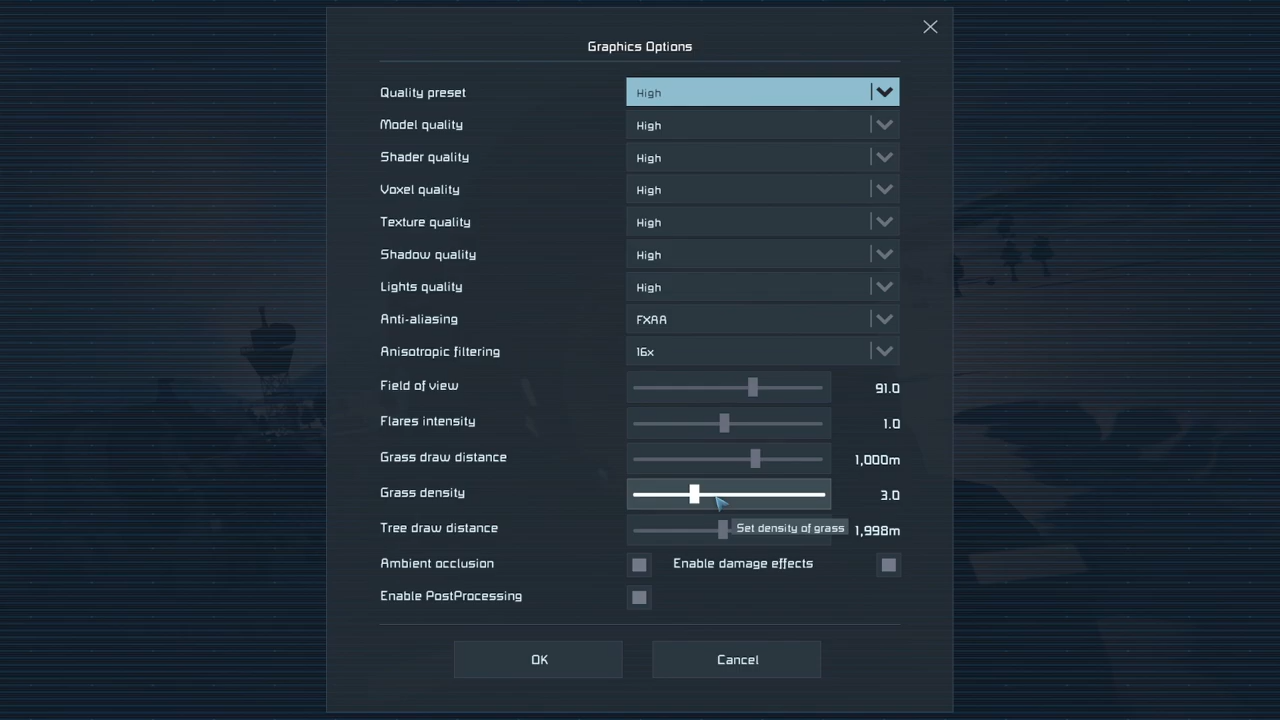 Graphics Options
Quality preset High
Model quality High
Shader quality High
Voxel quality High
Texture quality High
Shadow quality High
Lights quality High
Anti-aliasing FXAA
Anisotropic filtering 16x
Field of view 91.0
Flares intensity 1.0
Grass draw distance 1,000m
Grass density 3.0
Tree draw distance 1,998m
Set density of grass
Ambient occlusion Enable damage effects
Enable PostProcessing
OK Cancel